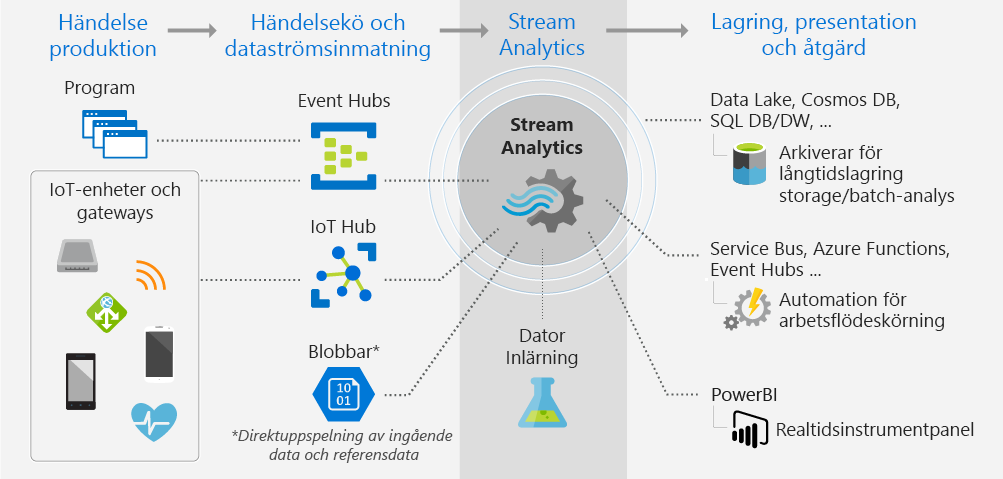 Händelse
produktion
Händelsekö och
dataströmsinmatning
Stream
Analytics
Lagring, presentation
och åtgärd
Program
IoT-enheter och
gateways
Event Hubs
IoT Hub
Blobbar*
10
01
*Direktuppspelning av ingående
data och referensdata
Stream
Analytics
Dator
Inlärning
Data Lake, Cosmos DB,
SQL DB/DW, ...
Arkiverar för
långtidslagring
storage/batch-analys
Service Bus, Azure Functions,
Event Hubs ...
Automation för
arbetsflödeskörning
PowerBI
Realtidsinstrumentpanel